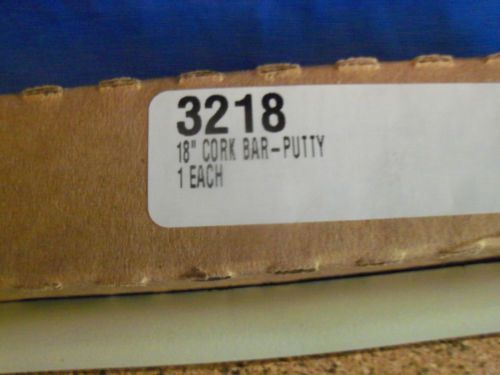 3218
18" CORK BAR-PUTTY
1 EACH